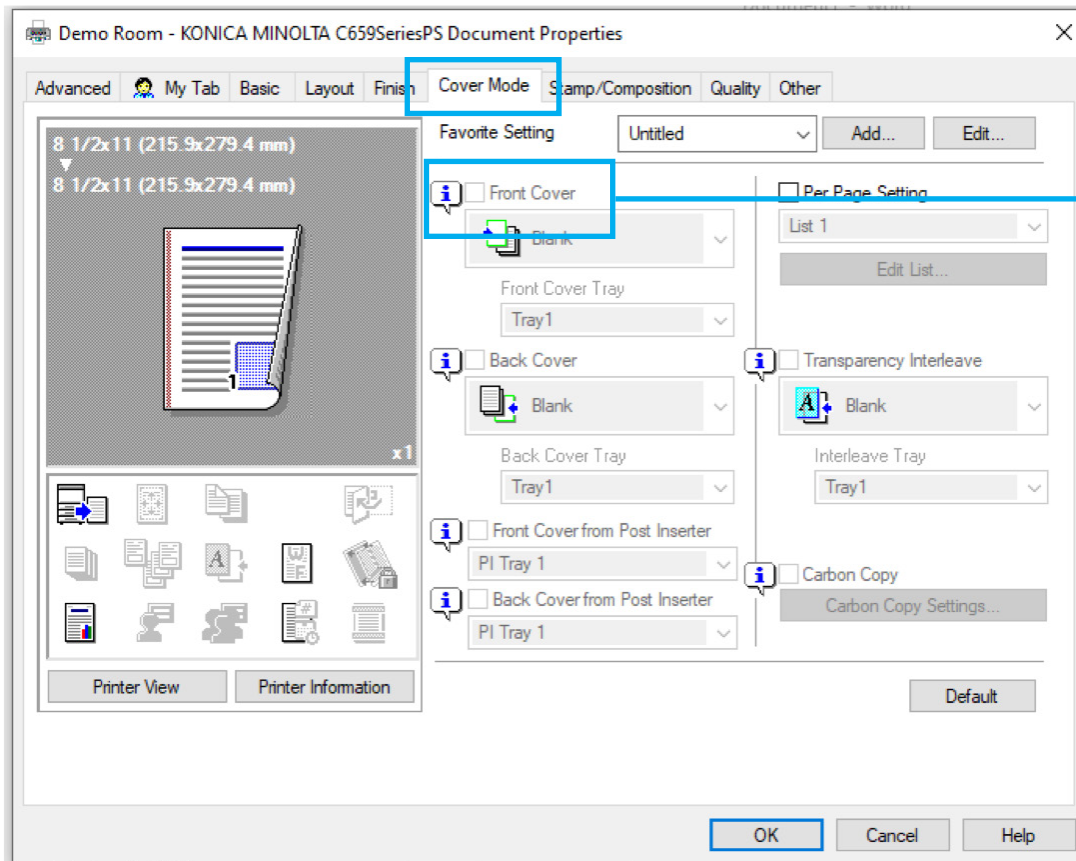 Document1 - Word
Demo Room - KONICA MINOLTA C659SeriesPS Document Properties
Advanced My Tab Basic Layout Finish Cover Mode Stamp/Composition Quality Other
8 1/2x11 (215.9x279.4 mm)
8 1/2x11 (215.9x279.4 mm)
1
x1
Printer View Printer Information
Favorite Setting Untitled Add... Edit...
Front Cover
Blank
Front Cover Tray
Tray1
Back Cover
Blank
Back Cover Tray
Tray1
Front Cover from Post Inserter
PI Tray 1
Back Cover from Post Inserter
PI Tray 1
Per Page Setting
List 1
Edit List...
Transparency Interleave
A Blank
Interleave Tray
Tray1
Carbon Copy
Carbon Copy Settings...
Default
OK Cancel Help